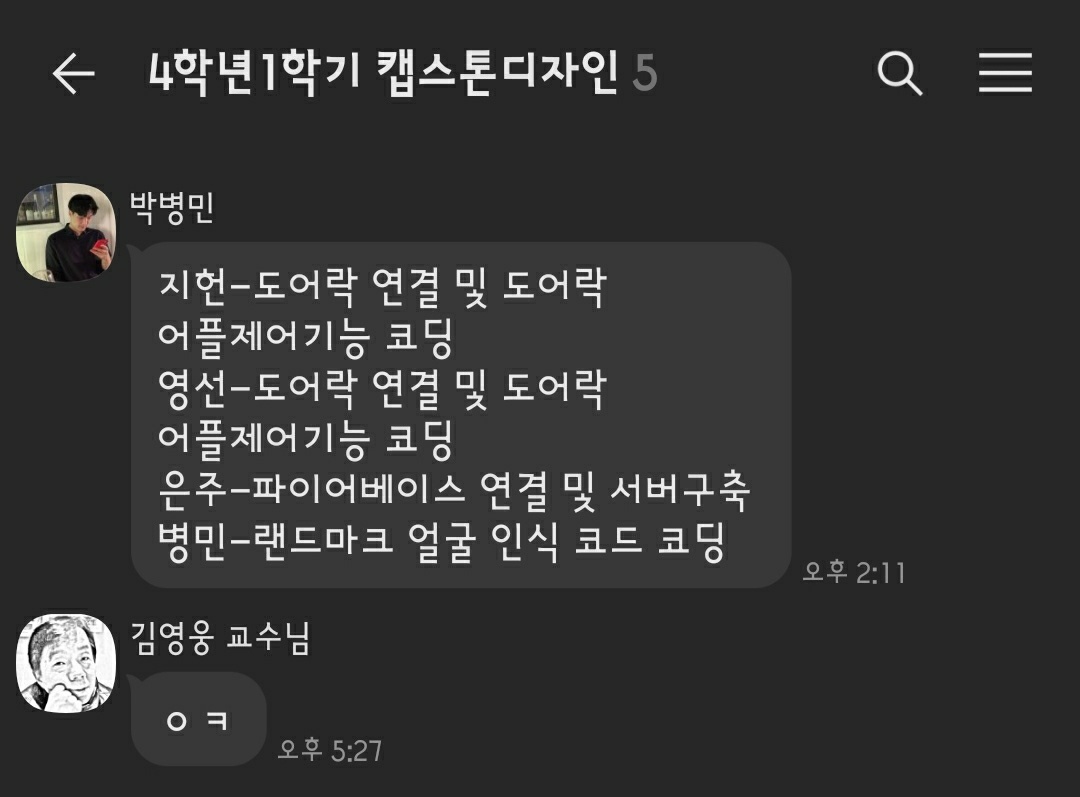 4학년1학기 캡스톤디자인 5
박병민
지헌-도어락 연결 및 도어락
어플제어기능 코딩
영선-도어락 연결 및 도어락
어플제어기능 코딩
은주-파이어베이스 연결 및 서버구축
병민-랜드마크 얼굴 인식 코드 코딩
오후 2:11
김영웅 교수님
ㅇㅋ
오후 5:27